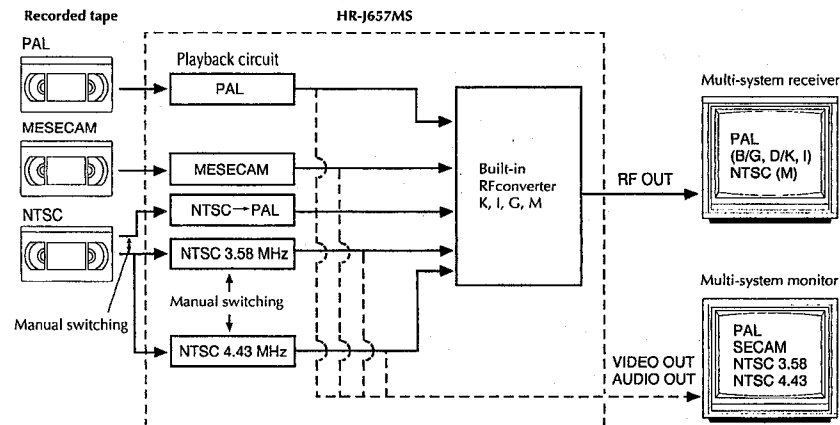 Recorded tape
HR-J657MS
PAL
Playback circuit
PAL
MESECAM
MESECAM
NTSC→PAL
NTSC
NTSC 3.58 MHz
Manual switching
Manual switching
NTSC 4.43 MHz
Built-in
RFconverter
K, I, G, M
RF OUT
Multi-system receiver
PAL
(B/G, D/K, I)
NTSC (M)
VIDEO OUT
AUDIO OUT
Multi-system monitor
PAL
SECAM
NTSC 3.58
NTSC 4.43